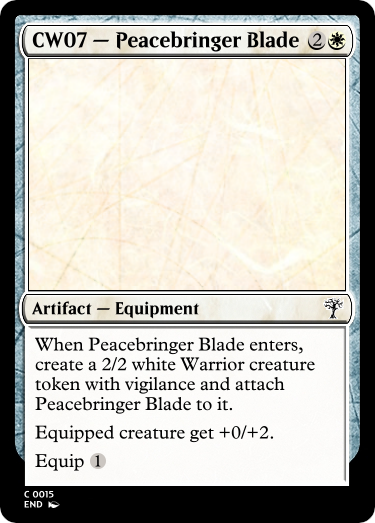 CW07 — Peacebringer Blade 2
Artifact — Equipment
When Peacebringer Blade enters,
create a 2/2 white Warrior creature
token with vigilance and attach
Peacebringer Blade to it.
Equipped creature get +0/+2.
Equip 1
C 0015
END